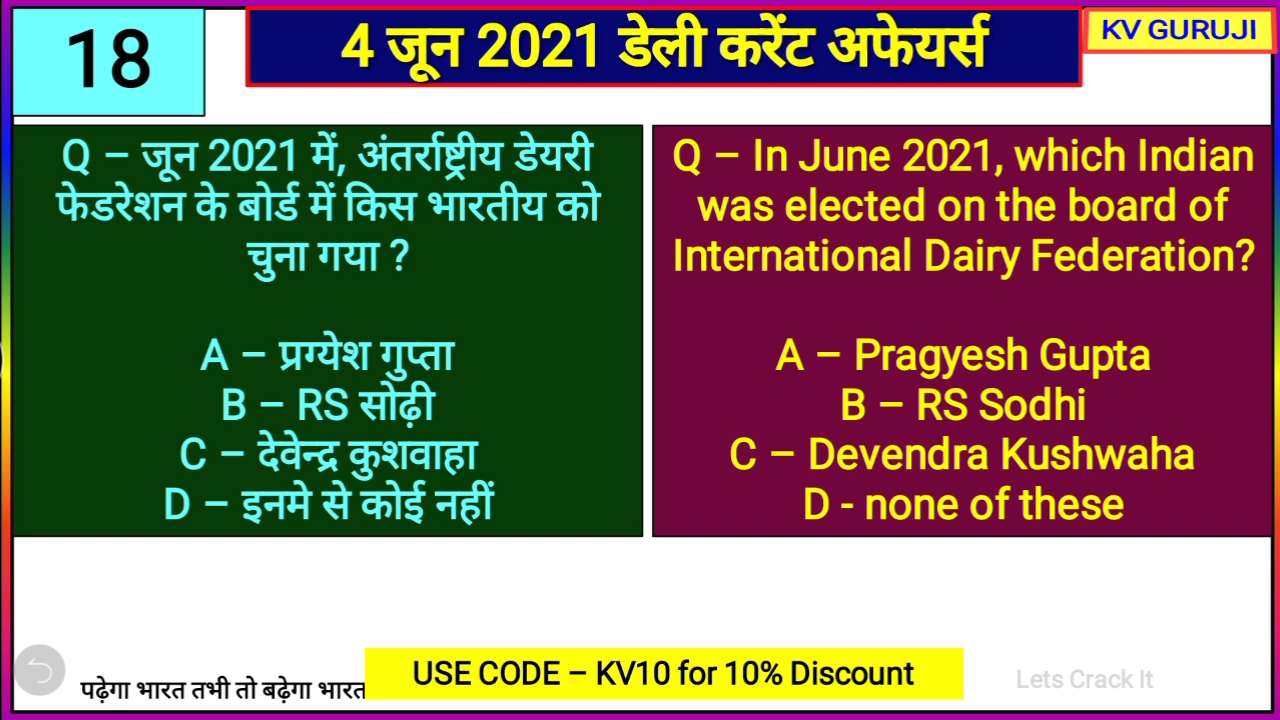 18
4 जून 2021 डेली करेंट अफेयर्स
KV GURUJI
Q – जून 2021 में, अंतर्राष्ट्रीय डेयरी
फेडरेशन के बोर्ड में किस भारतीय को
चुना गया ?
A – प्रग्येश गुप्ता
B – RS सोढ़ी
C – देवेन्द्र कुशवाहा
D – इनमे से कोई नहीं
Q – In June 2021, which Indian
was elected on the board of
International Dairy Federation?
A – Pragyesh Gupta
B – RS Sodhi
C – Devendra Kushwaha
D - none of these
पढ़ेगा भारत तभी तो बढ़ेगा भारत
USE CODE – KV10 for 10% Discount
Lets Crack It